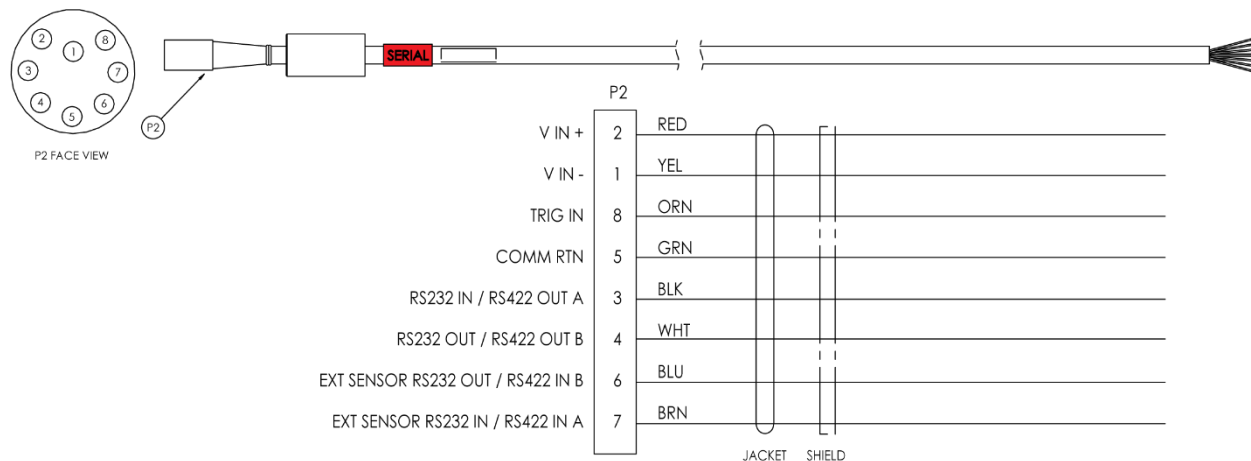 2
1
8
3
7
4
6
5
P2 FACE VIEW
P2
SERIAL
P2
V IN + 2 RED
V IN - 1 YEL
TRIG IN 8 ORN
COMM RTN 5 GRN
RS232 IN / RS422 OUT A 3 BLK
RS232 OUT / RS422 OUT B 4 WHT
EXT SENSOR RS232 OUT / RS422 IN B 6 BLU
EXT SENSOR RS232 IN / RS422 IN A 7 BRN
JACKET SHIELD